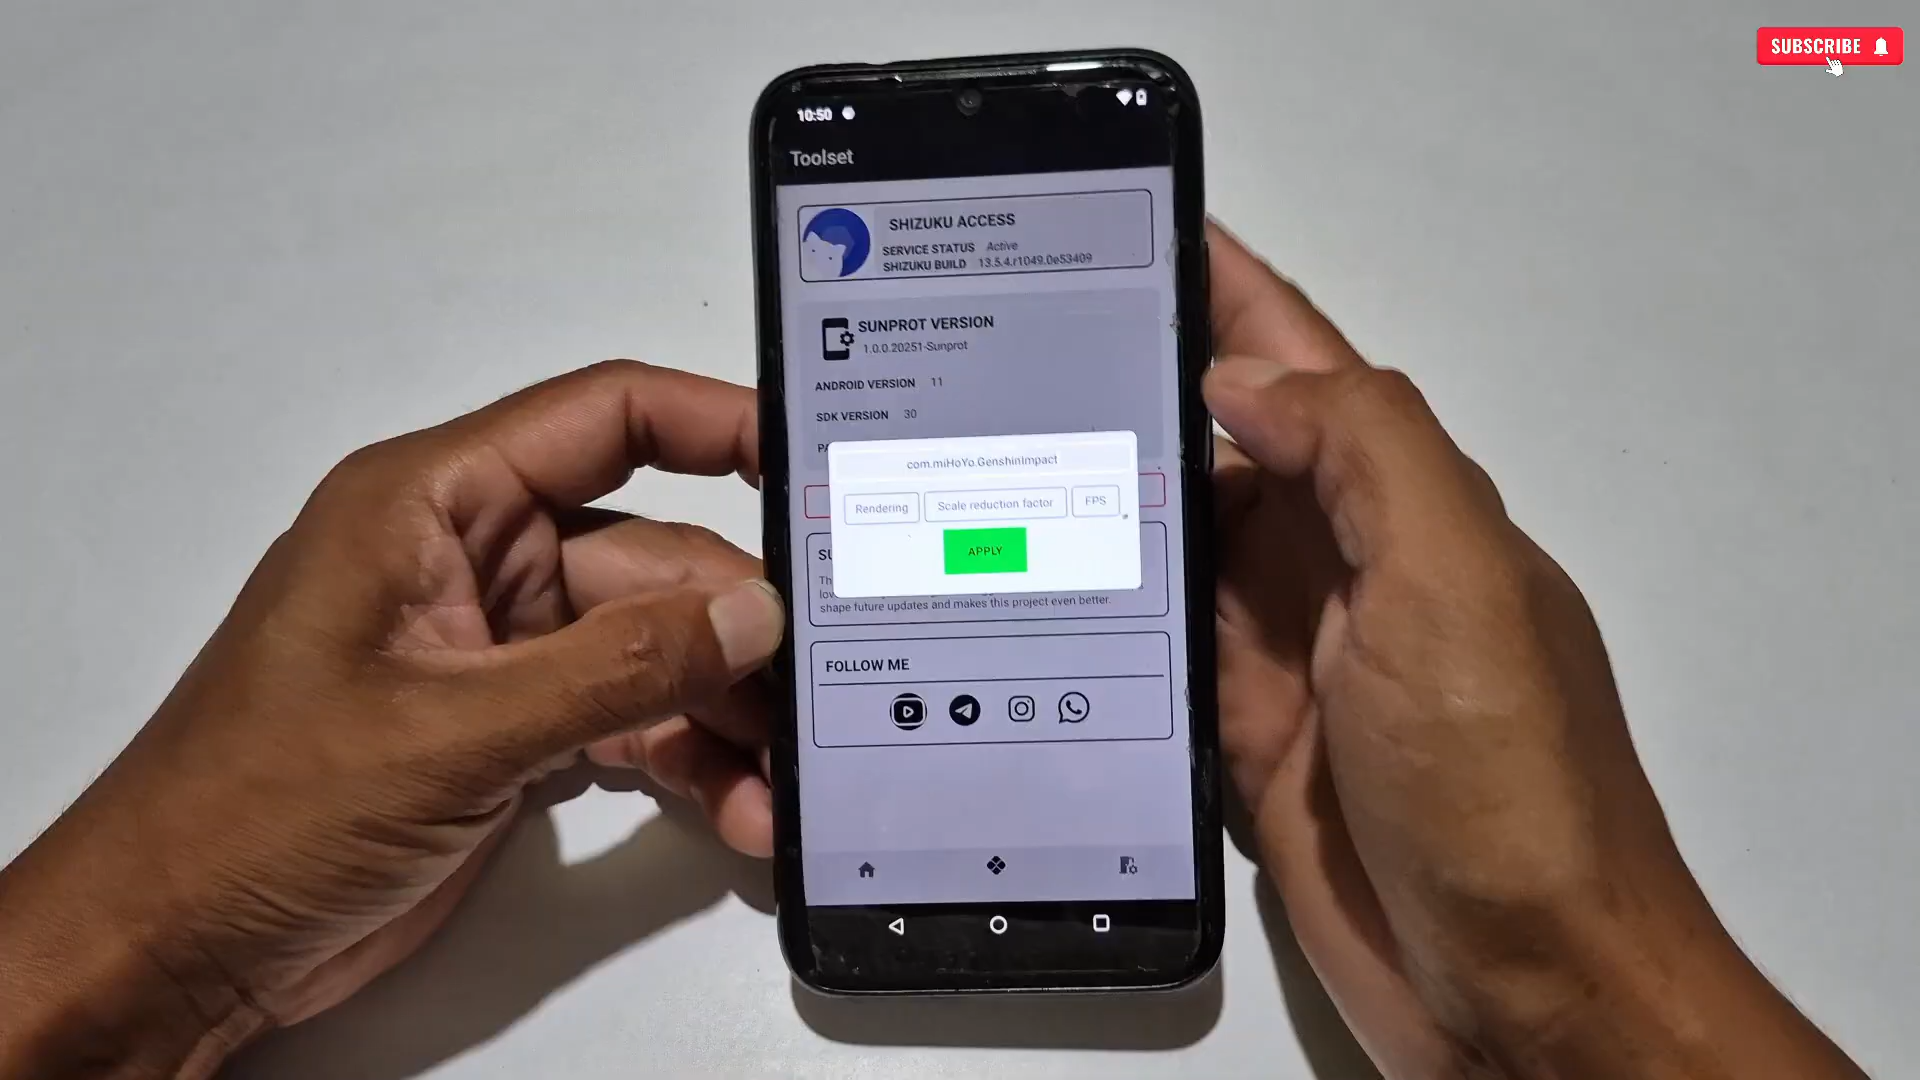 SUBSCRIBE
10:50
Toolset
SHIZUKU ACCESS
SERVICE STATUS Active
SHIZUKU BUILD 13.5.4.r1049.0e53409
SUNPROT VERSION
1.0.0.20251-Sunprot
ANDROID VERSION 11
SDK VERSION 30
com.miHoYo.GenshinImpact
Rendering Scale reduction factor FPS
APPLY
shape future updates and makes this project even better.
FOLLOW ME